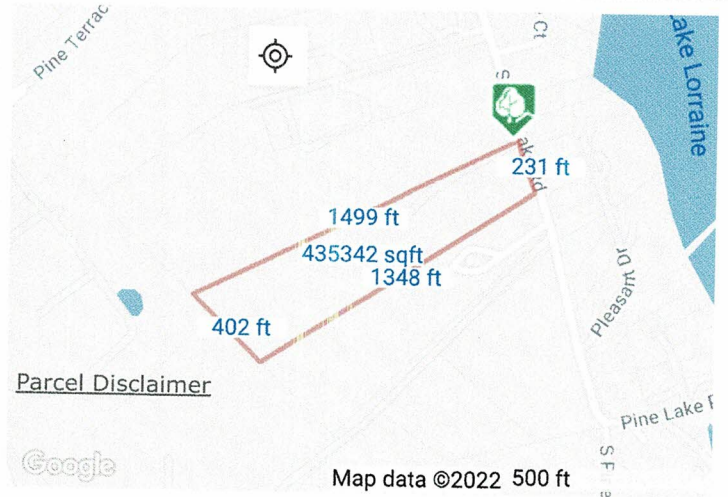 Pine Terrac
Ct
S
ake
Lake Lorraine
231 ft
1499 ft
435342 sqft
1348 ft
402 ft
Pleasant Dr
Parcel Disclaimer
Pine Lake
Google
Map data ©2022 500 ft
S F